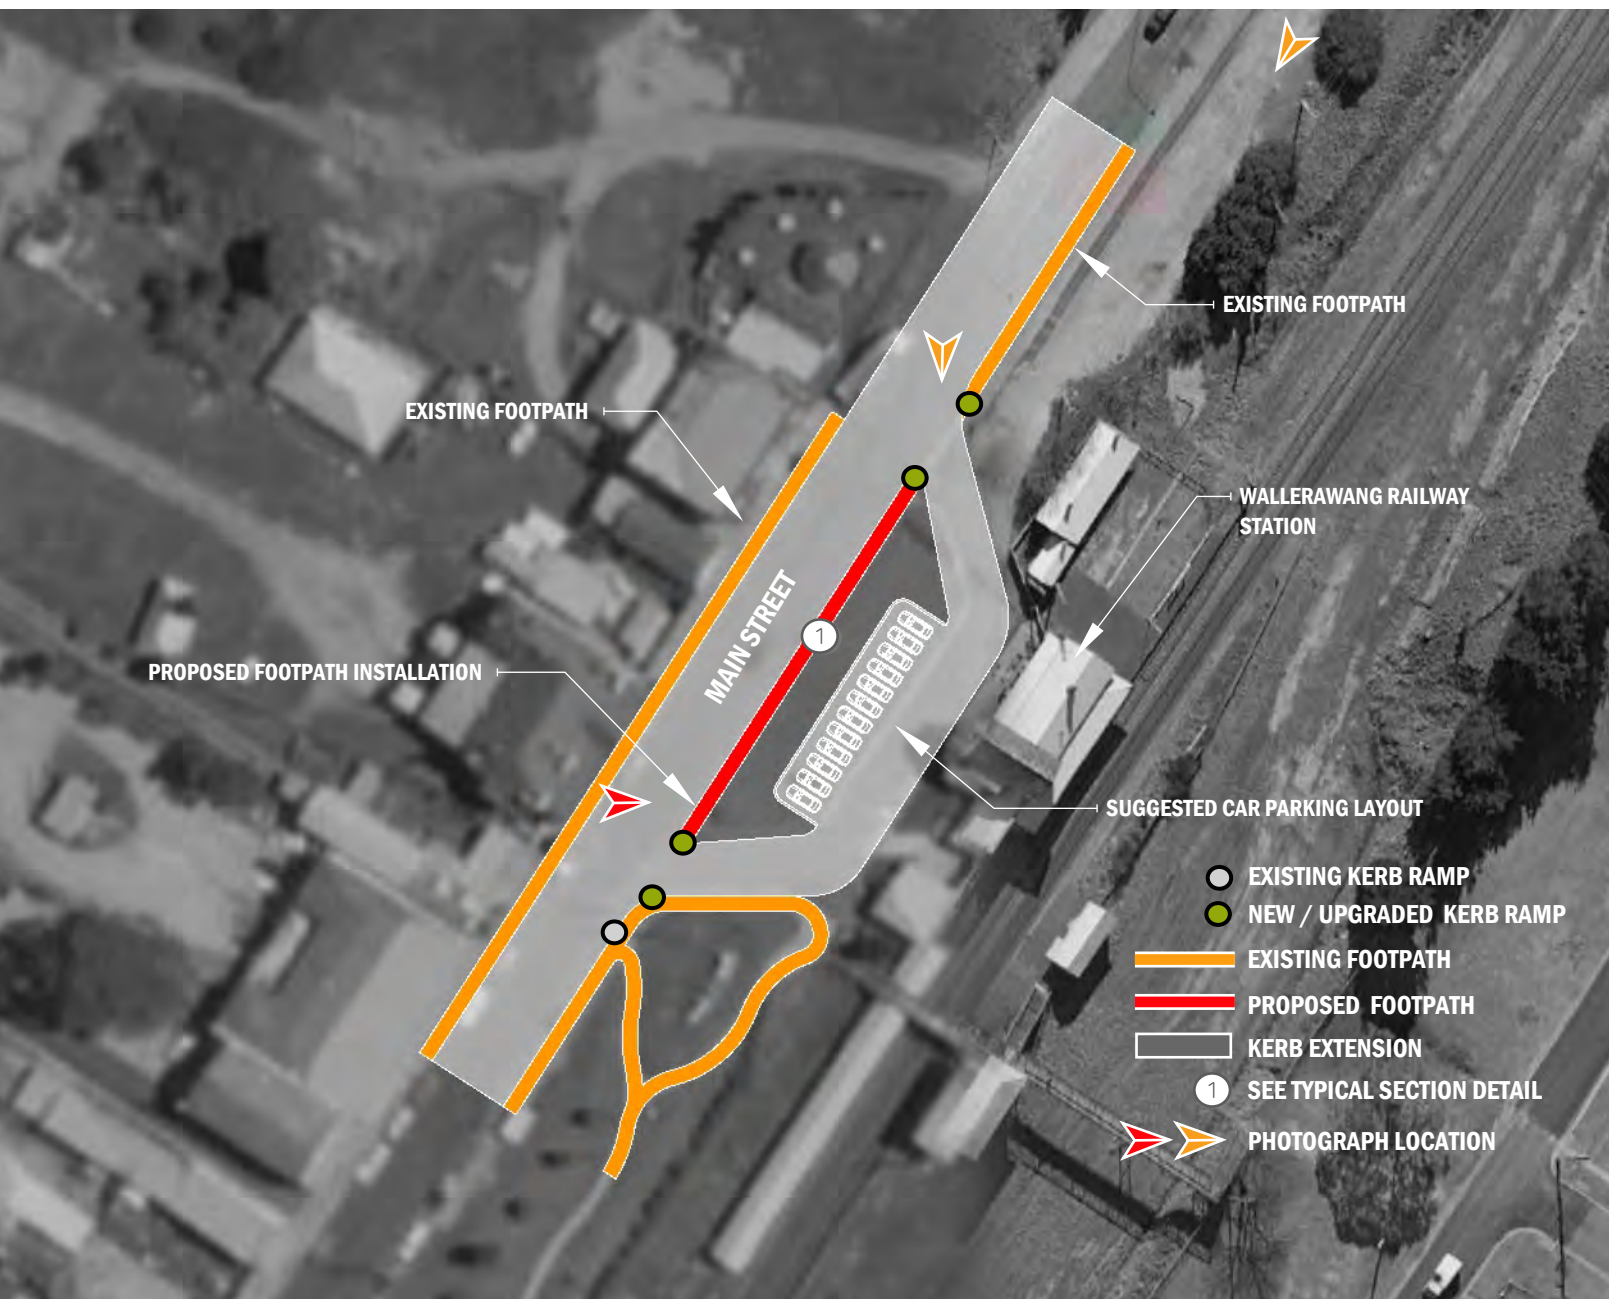 EXISTING FOOTPATH
EXISTING FOOTPATH
WALLERAWANG RAILWAY
STATION
MAIN STREET
1
PROPOSED FOOTPATH INSTALLATION
SUGGESTED CAR PARKING LAYOUT
EXISTING KERB RAMP
NEW / UPGRADED KERB RAMP
EXISTING FOOTPATH
PROPOSED FOOTPATH
KERB EXTENSION
1 SEE TYPICAL SECTION DETAIL
PHOTOGRAPH LOCATION